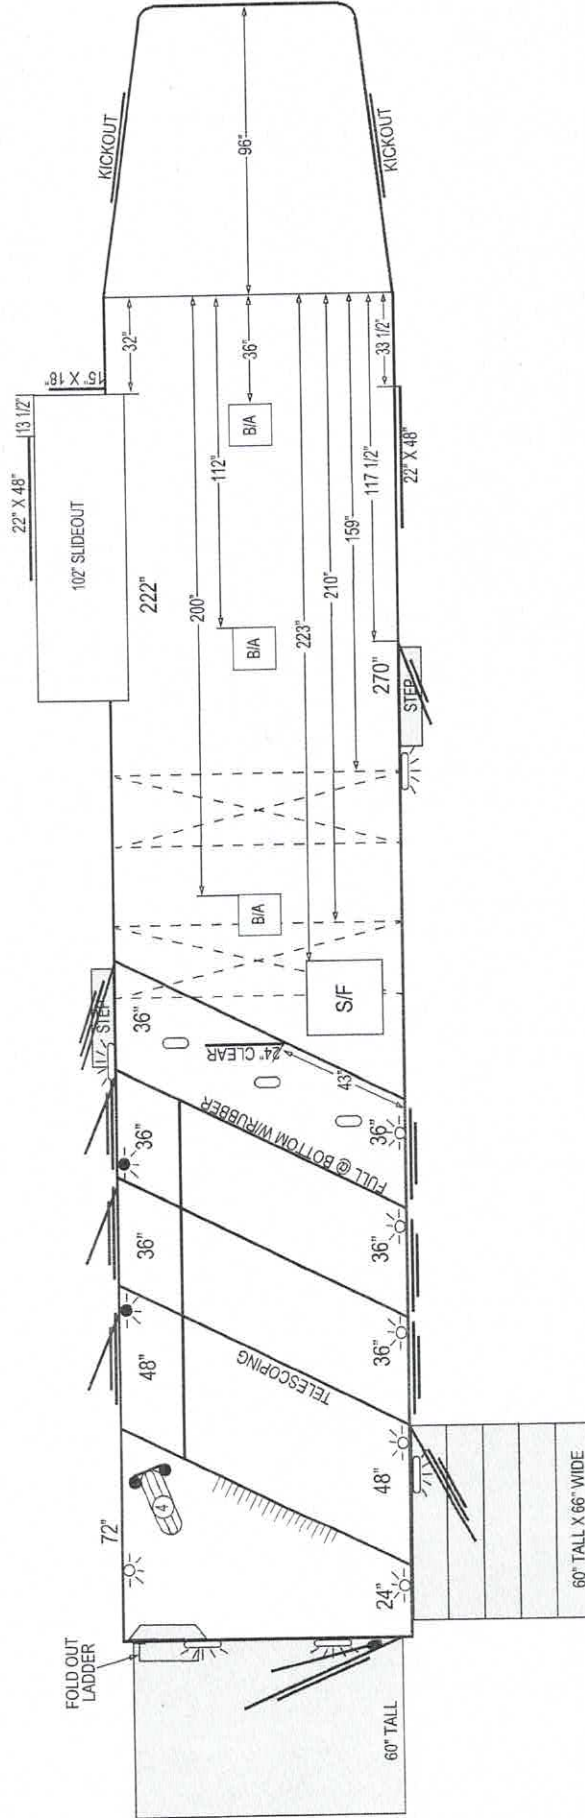 KICKOUT
96"
KICKOUT
32"
36"
33 1/2"
15" X 18"
13 1/2"
22" X 48"
102" SLIDEOUT
222"
B/A
112"
200"
223"
210"
159"
117 1/2"
22" X 48"
B/A
270"
STEP
B/A
S/F
STEP
36"
24" CLEAR
43"
FULL @ BOTTOM W/RUBBER
36"
36"
36"
36"
48"
TELESCOPING
36"
72"
4
48"
24"
FOLD OUT
LADDER
60" TALL
60" TALL X 66" WIDE